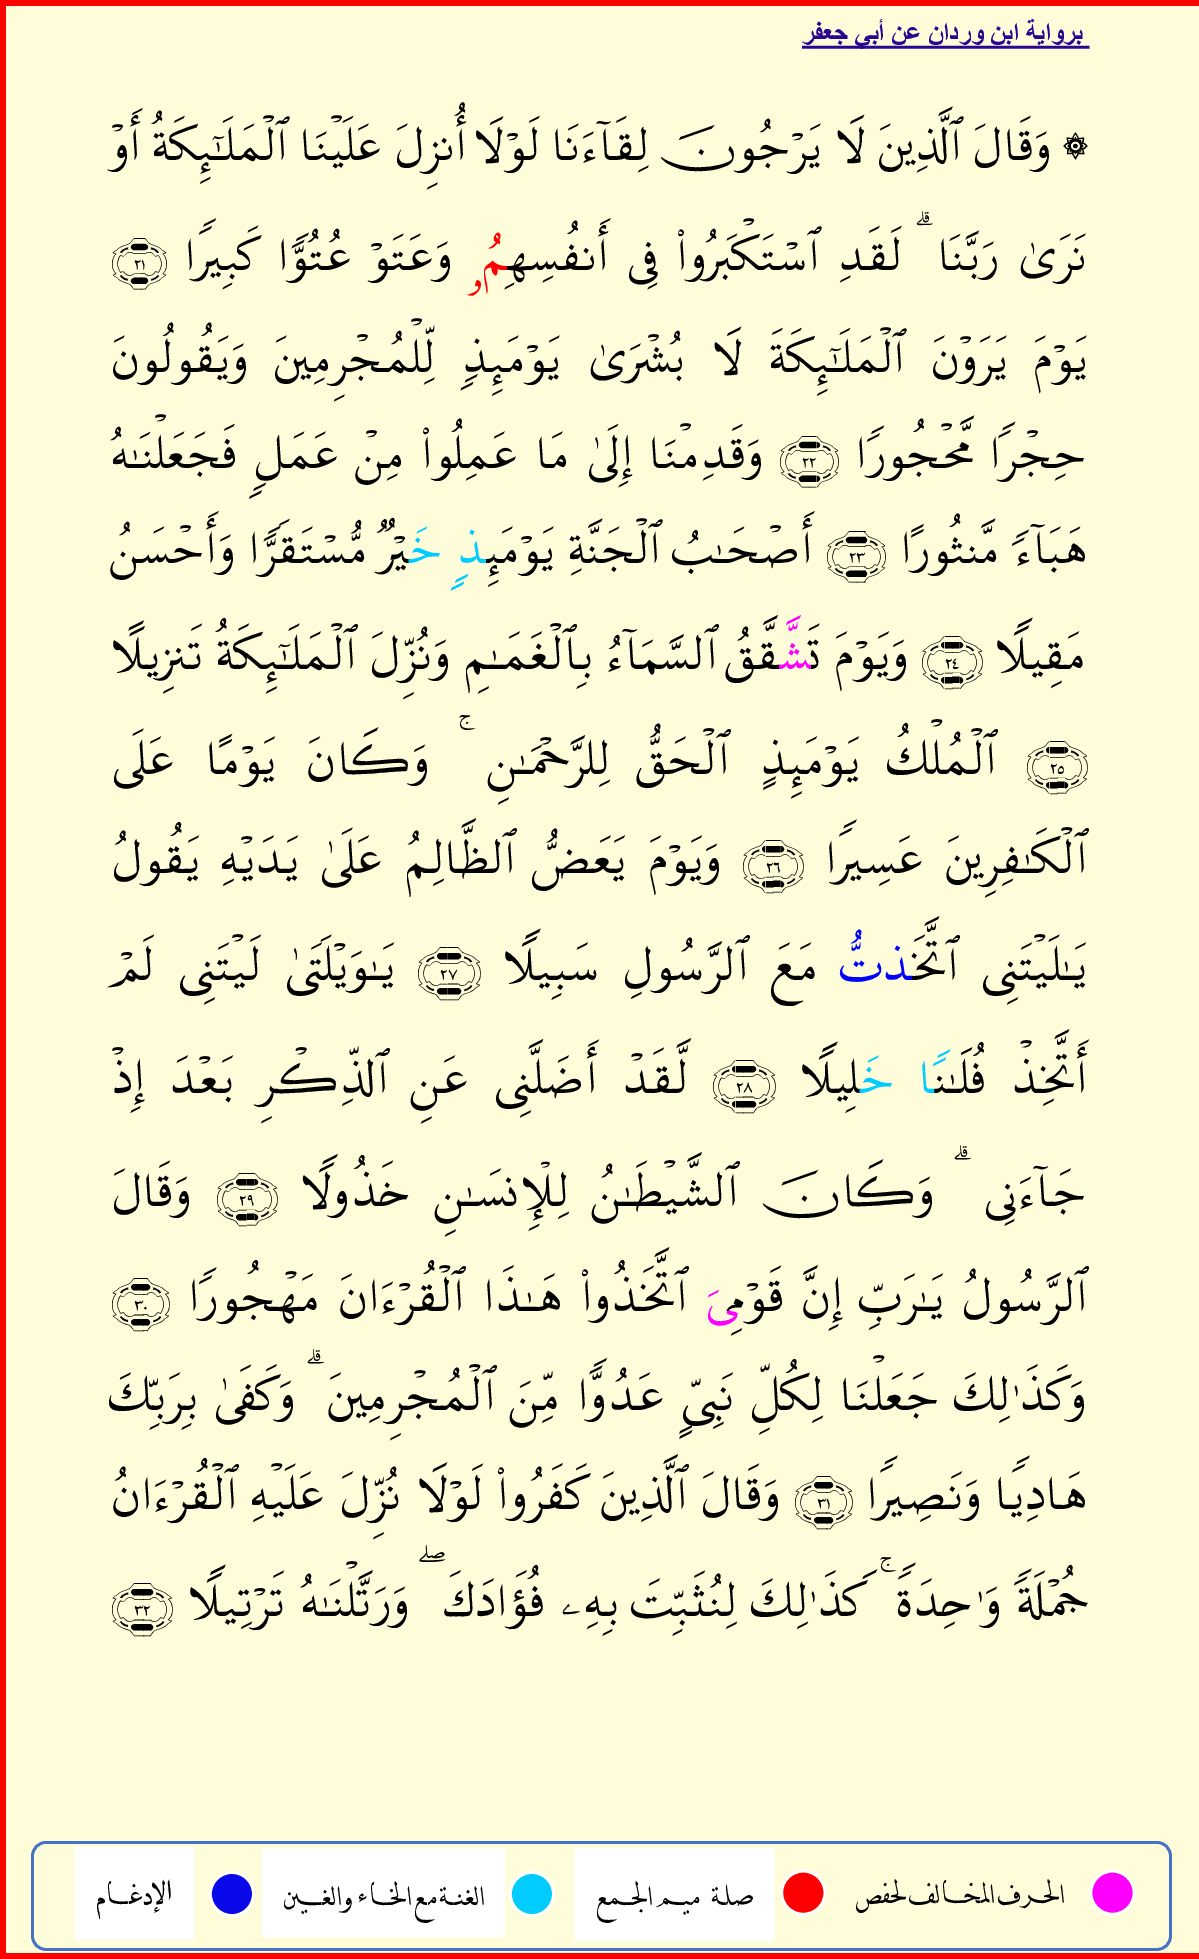 برواية ابن وردان عن أبي جعفر
۞ وَقَالَ ٱلَّذِينَ لَا يَرۡجُونَ لِقَآءَنَا لَوۡلَآ أُنزِلَ عَلَيۡنَا ٱلۡمَلَـٰٓئِكَةُ أَوۡ
نَرَىٰ رَبَّنَا ۗ لَقَدِ ٱسۡتَكۡبَرُواْ فِي أَنفُسِهِمُۥ وَعَتَوۡ عُتُوًّا كَبِيرًا ٢١
يَوۡمَ يَرَوۡنَ ٱلۡمَلَـٰٓئِكَةَ لَا بُشۡرَىٰ يَوۡمَئِذٍ لِّلۡمُجۡرِمِينَ وَيَقُولُونَ
حِجۡرًا مَّحۡجُورًا ٢٢ وَقَدِمۡنَا إِلَىٰ مَا عَمِلُواْ مِنۡ عَمَلٍ فَجَعَلۡنَـٰهُ
هَبَآءً مَّنثُورًا ٢٣ أَصۡحَـٰبُ ٱلۡجَنَّةِ يَوۡمَئِذٍ خَيۡرٌ مُّسۡتَقَرًّا وَأَحۡسَنُ
مَقِيلًا ٢٤ وَيَوۡمَ تَشَّقَّقُ ٱلسَّمَآءُ بِٱلۡغَمَـٰمِ وَنُزِّلَ ٱلۡمَلَـٰٓئِكَةُ تَنزِيلًا
٢٥ ٱلۡمُلۡكُ يَوۡمَئِذٍ ٱلۡحَقُّ لِلرَّحۡمَـٰنِ ۚ وَكَانَ يَوۡمًا عَلَى
ٱلۡكَـٰفِرِينَ عَسِيرًا ٢٦ وَيَوۡمَ يَعَضُّ ٱلظَّالِمُ عَلَىٰ يَدَيۡهِ يَقُولُ
يَـٰلَيۡتَنِي ٱتَّخَذتُّ مَعَ ٱلرَّسُولِ سَبِيلًا ٢٧ يَـٰوَيۡلَتَىٰ لَيۡتَنِي لَمۡ
أَتَّخِذۡ فُلَـٰنًا خَلِيلًا ٢٨ لَّقَدۡ أَضَلَّنِي عَنِ ٱلذِّكۡرِ بَعۡدَ إِذۡ
جَآءَنِي ۗ وَكَانَ ٱلشَّيۡطَـٰنُ لِلۡإِنسَـٰنِ خَذُولًا ٢٩ وَقَالَ
ٱلرَّسُولُ يَـٰرَبِّ إِنَّ قَوۡمِيَ ٱتَّخَذُواْ هَـٰذَا ٱلۡقُرۡءَانَ مَهۡجُورًا ٣٠
وَكَذَٰلِكَ جَعَلۡنَا لِكُلِّ نَبِيٍّ عَدُوًّا مِّنَ ٱلۡمُجۡرِمِينَ ۗ وَكَفَىٰ بِرَبِّكَ
هَادِيًا وَنَصِيرًا ٣١ وَقَالَ ٱلَّذِينَ كَفَرُواْ لَوۡلَا نُزِّلَ عَلَيۡهِ ٱلۡقُرۡءَانُ
جُمۡلَةً وَٰحِدَةً ۚ كَذَٰلِكَ لِنُثَبِّتَ بِهِۦ فُؤَادَكَ ۖ وَرَتَّلۡنَـٰهُ تَرۡتِيلًا ٣٢
الحرف المخالف لحفص صلة ميم الجمع الغنة مع الخاء والغين الإدغام